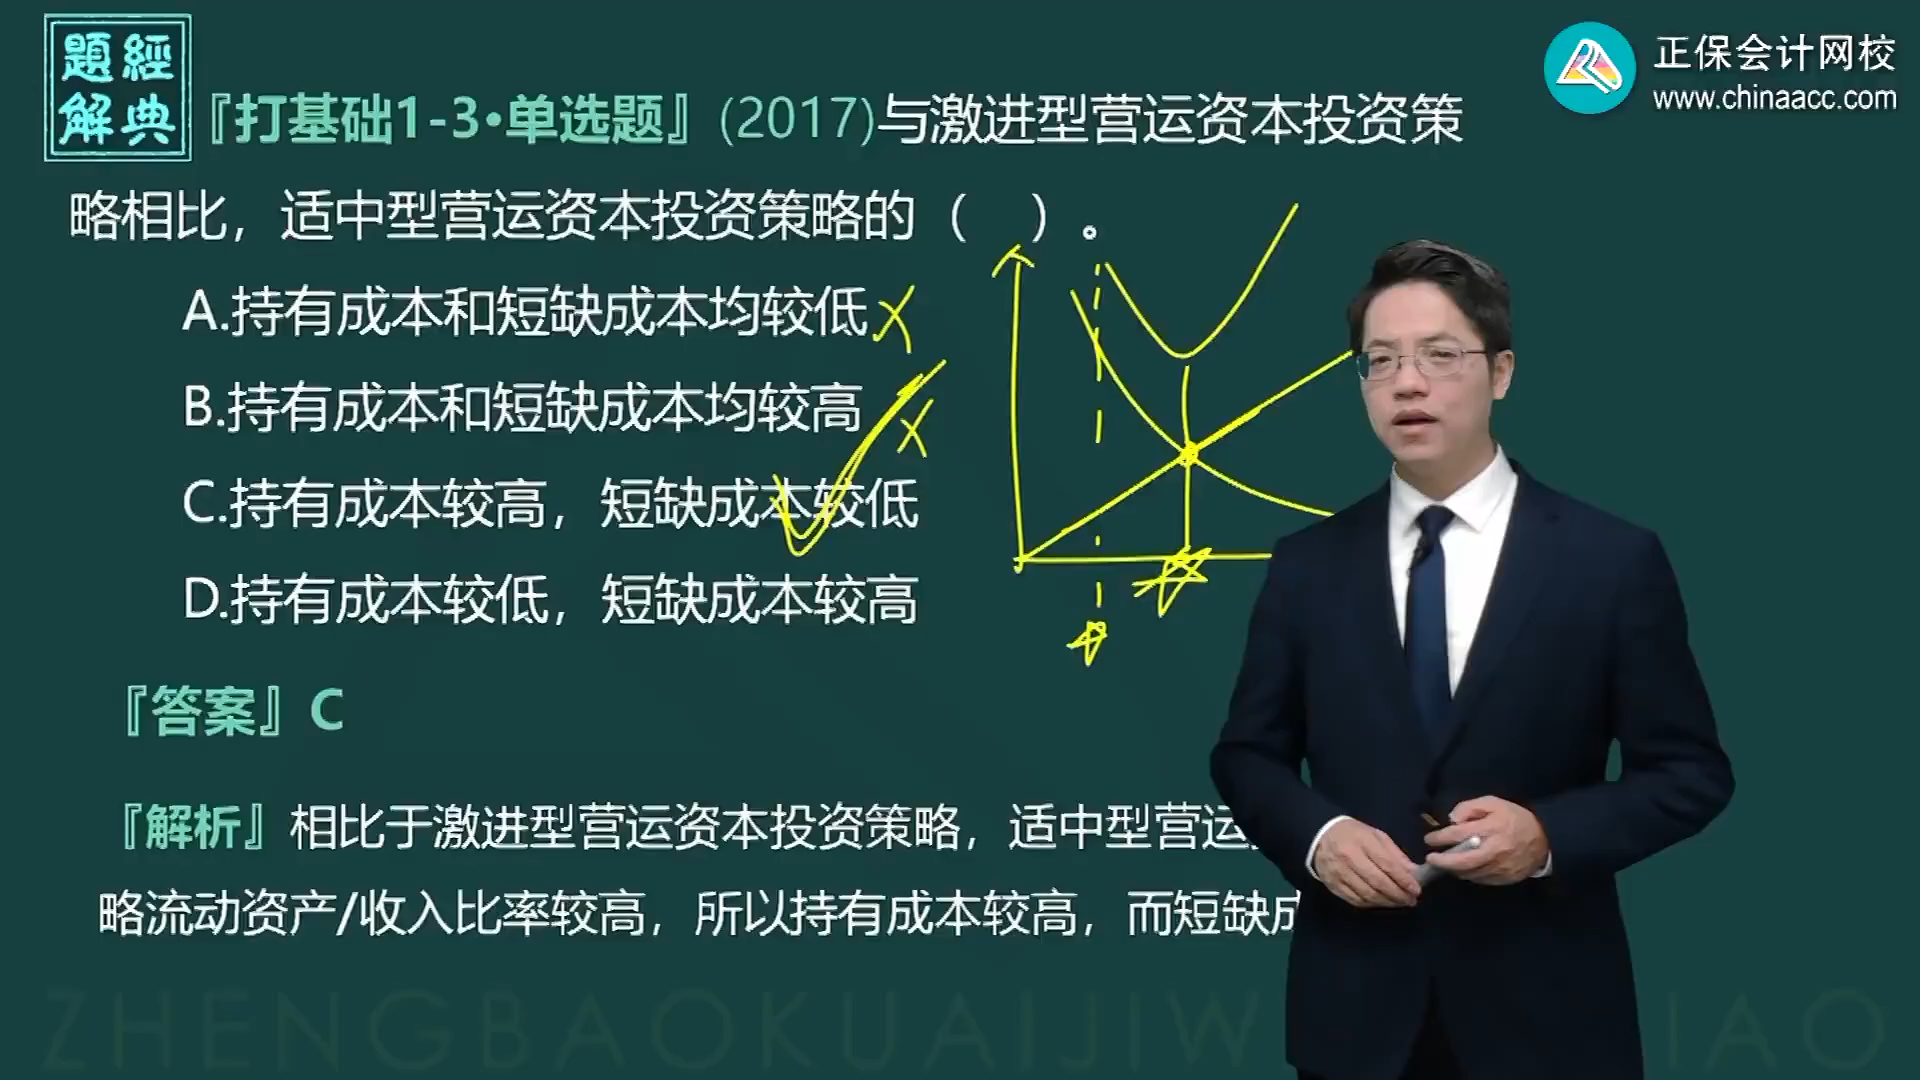 題經
解典
正保会计网校
www.chinaacc.com
『打基础1-3•单选题』(2017)与激进型营运资本投资策
略相比，适中型营运资本投资策略的（ ）。
A.持有成本和短缺成本均较低
B.持有成本和短缺成本均较高
C.持有成本较高，短缺成本较低
D.持有成本较低，短缺成本较高
『答案』C
『解析』相比于激进型营运资本投资策略，适中型营运
略流动资产/收入比率较高，所以持有成本较高，而短缺成
ZHENGBAOKUAIJIW IAO